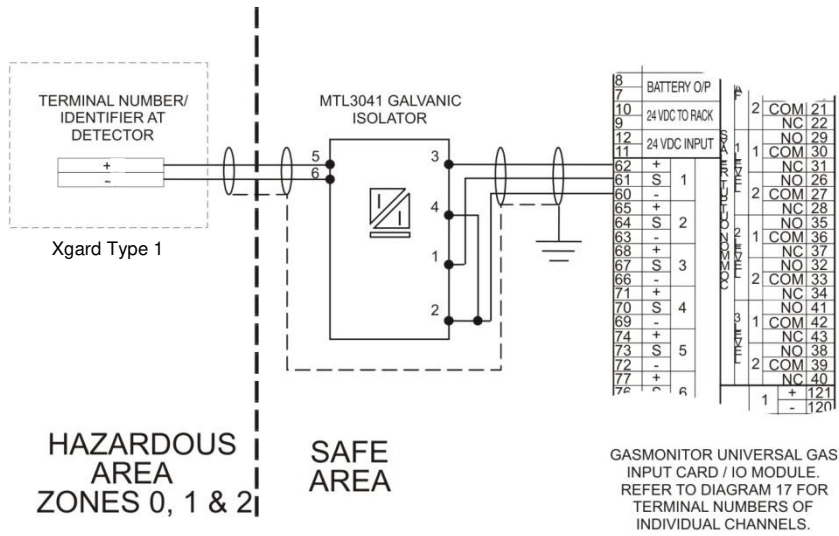 TERMINAL NUMBER/
IDENTIFIER AT
DETECTOR
+
-
Xgard Type 1
MTL3041 GALVANIC
ISOLATOR
5
6
3
4
1
2
8
7
BATTERY O/P
10
9
24 VDC TO RACK
12
11
24 VDC INPUT
62 +
61 S 1
60 -
65 +
64 S 2
63 -
68 +
67 S 3
66 -
71 +
70 S 4
69 -
74 +
73 S 5
72 -
77 +
76 S 6
2 COM 21
NC 22
NO 29
1 COM 30
NC 31
NO 26
2 COM 27
NC 28
NO 35
1 COM 36
NC 37
NO 32
2 COM 33
NC 34
NO 41
1 COM 42
NC 43
NO 38
2 COM 39
NC 40
1 + 121
- 120
HAZARDOUS
AREA
ZONES 0, 1 & 2
SAFE
AREA
GASMONITOR UNIVERSAL GAS
INPUT CARD / IO MODULE.
REFER TO DIAGRAM 17 FOR
TERMINAL NUMBERS OF
INDIVIDUAL CHANNELS.